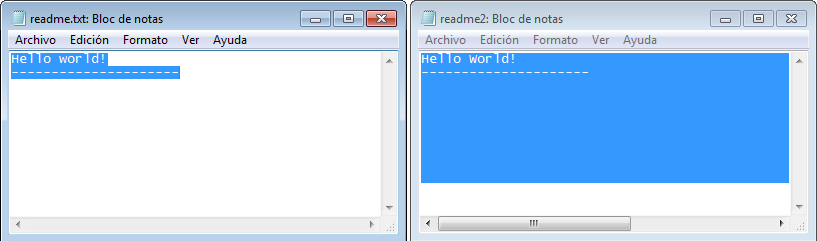 readme.txt: Bloc de notas
Archivo Edición Formato Ver Ayuda
Hello world!
---------------------
readme2: Bloc de notas
Archivo Edición Formato Ver Ayuda
Hello World!
---------------------